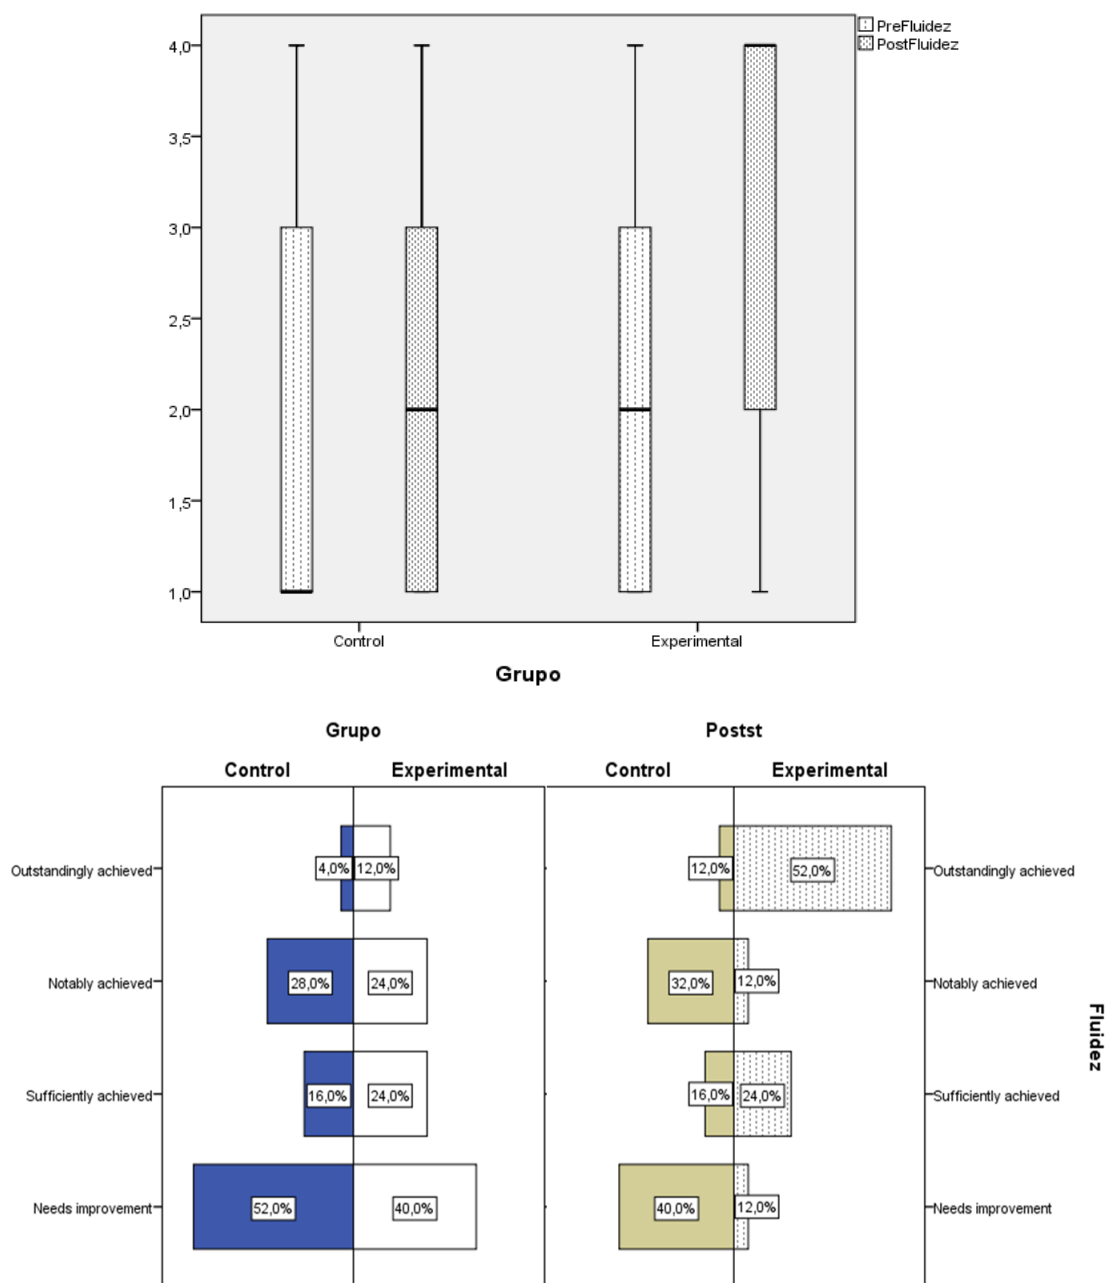 PreFluidez
PostFluidez
4,0
3,5
3,0
2,5
2,0
1,5
1,0
Control Experimental
Grupo
Grupo Postst
Control Experimental Control Experimental
Outstandingly achieved 4,0% 12,0% 12,0% 52,0% Outstandingly achieved
Notably achieved 28,0% 24,0% 32,0% 12,0% Notably achieved
Sufficiently achieved 16,0% 24,0% 16,0% 24,0% Sufficiently achieved
Needs improvement 52,0% 40,0% 40,0% 12,0% Needs improvement
Fluidez